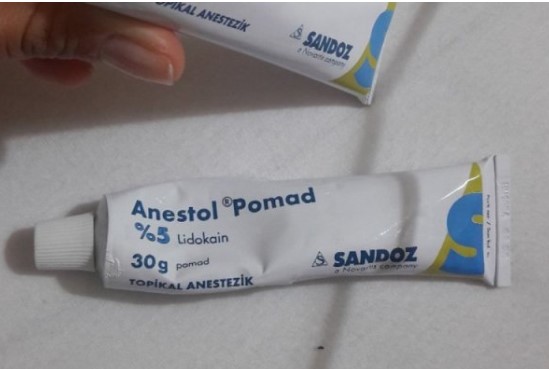 TOPİKAL ANESTEZİK
SANDOZ
a Novartis company
Anestol ®Pomad
%5 Lidokain
30g pomad
TOPİKAL ANESTEZİK
SANDOZ
a Novartis company